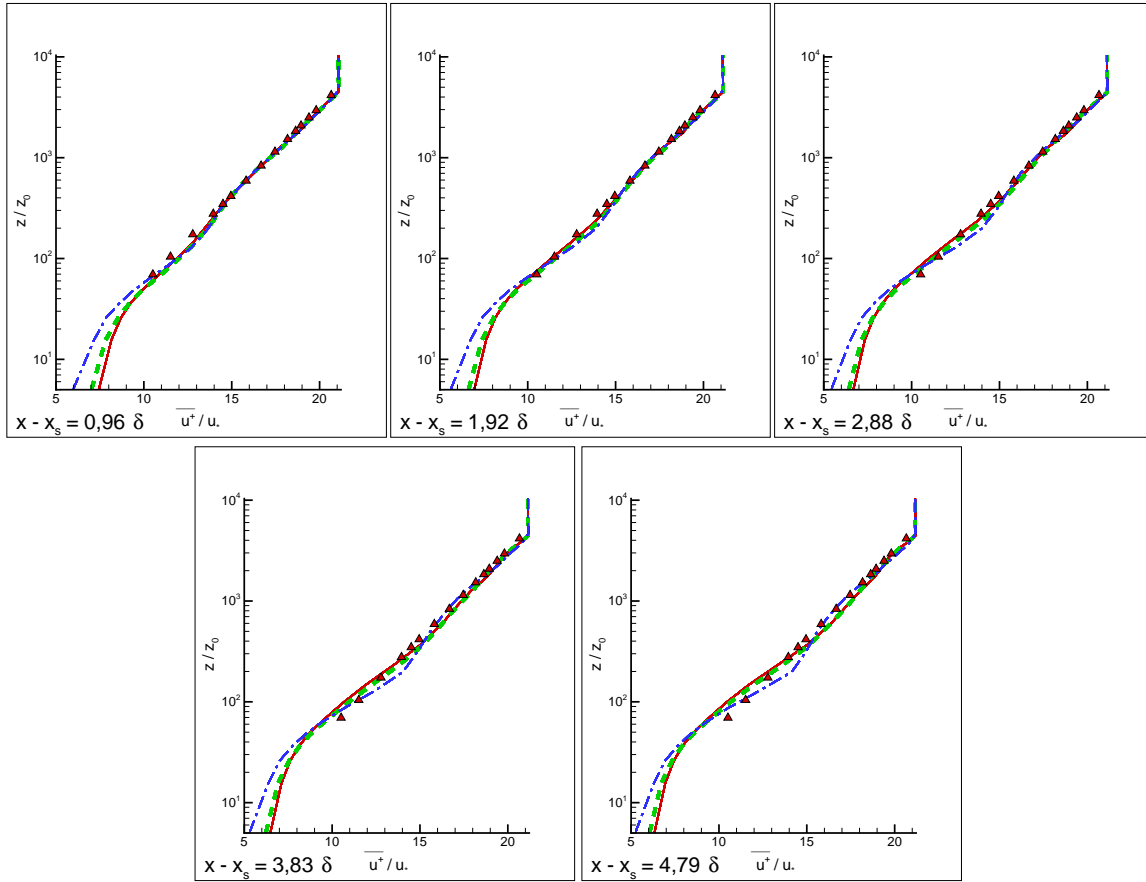 10⁴
10³
10²
10¹
z / z₀
5 10 15 20
x - xₛ = 0,96 δ u⁺ / u*
10⁴
10³
10²
10¹
z / z₀
5 10 15 20
x - xₛ = 1,92 δ u⁺ / u*
10⁴
10³
10²
10¹
z / z₀
5 10 15 20
x - xₛ = 2,88 δ u⁺ / u*
10⁴
10³
10²
10¹
z / z₀
5 10 15 20
x - xₛ = 3,83 δ u⁺ / u*
10⁴
10³
10²
10¹
z / z₀
5 10 15 20
x - xₛ = 4,79 δ u⁺ / u*